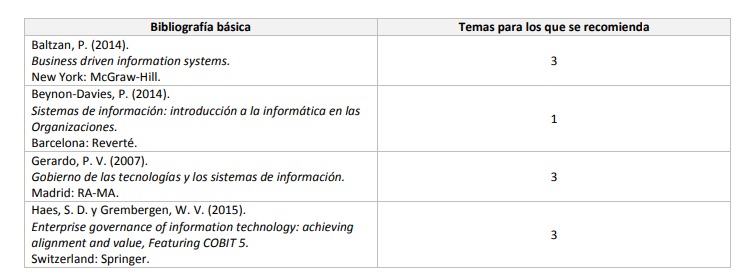 Bibliografía básica
Temas para los que se recomienda
Baltzan, P. (2014).
Business driven information systems.
New York: McGraw-Hill.
3
Beynon-Davies, P. (2014).
Sistemas de información: introducción a la informática en las
Organizaciones.
Barcelona: Reverté.
1
Gerardo, P. V. (2007).
Gobierno de las tecnologías y los sistemas de información.
Madrid: RA-MA.
3
Haes, S. D. y Grembergen, W. V. (2015).
Enterprise governance of information technology: achieving
alignment and value, Featuring COBIT 5.
Switzerland: Springer.
3